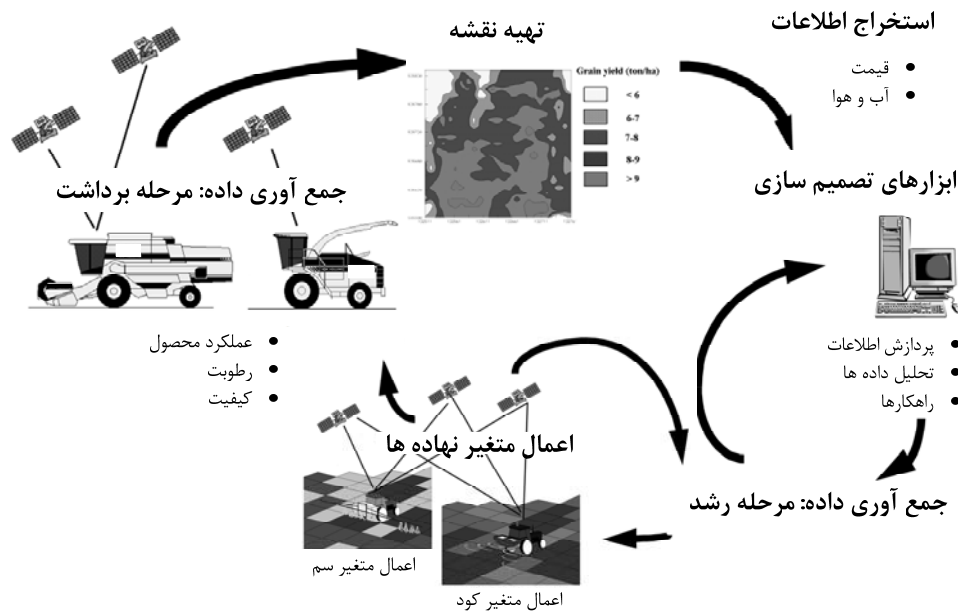 استخراج اطلاعات
قیمت
آب و هوا
تهیه نقشه
Grain yield (ton/ha)
< 6
6-7
7-8
8-9
> 9
ابزارهای تصمیم سازی
جمع آوری داده: مرحله برداشت
پردازش اطلاعات
تحلیل داده ها
راهکارها
عملکرد محصول
رطوبت
کیفیت
اعمال متغیر نهاده ها
جمع آوری داده: مرحله رشد
اعمال متغیر سم
اعمال متغیر کود